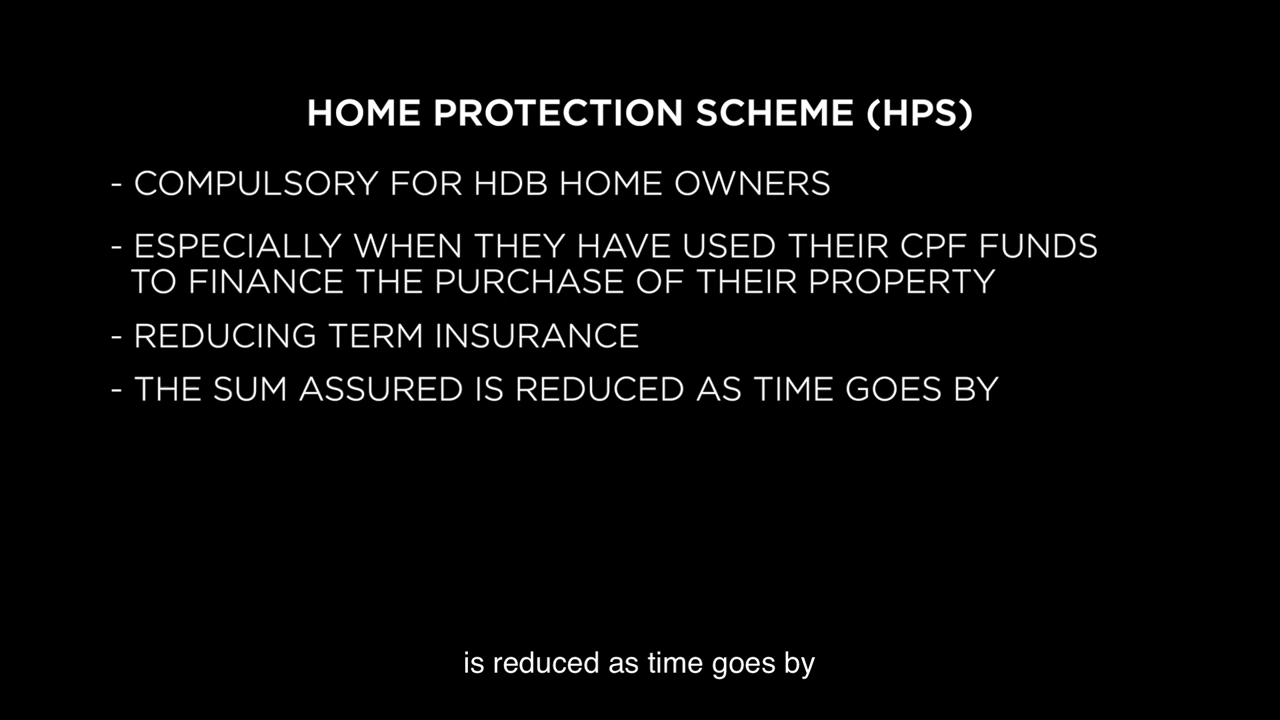 HOME PROTECTION SCHEME (HPS)
- COMPULSORY FOR HDB HOME OWNERS
- ESPECIALLY WHEN THEY HAVE USED THEIR CPF FUNDS
TO FINANCE THE PURCHASE OF THEIR PROPERTY
- REDUCING TERM INSURANCE
- THE SUM ASSURED IS REDUCED AS TIME GOES BY
is reduced as time goes by